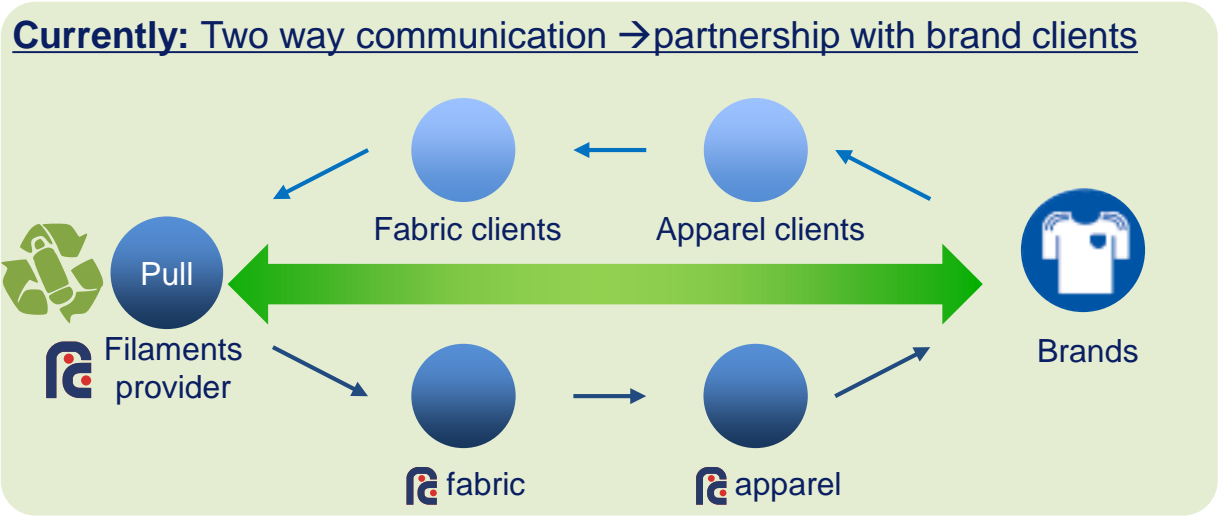 Currently: Two way communication →partnership with brand clients
Fabric clients
Apparel clients
Pull
Filaments
provider
Brands
fabric
apparel